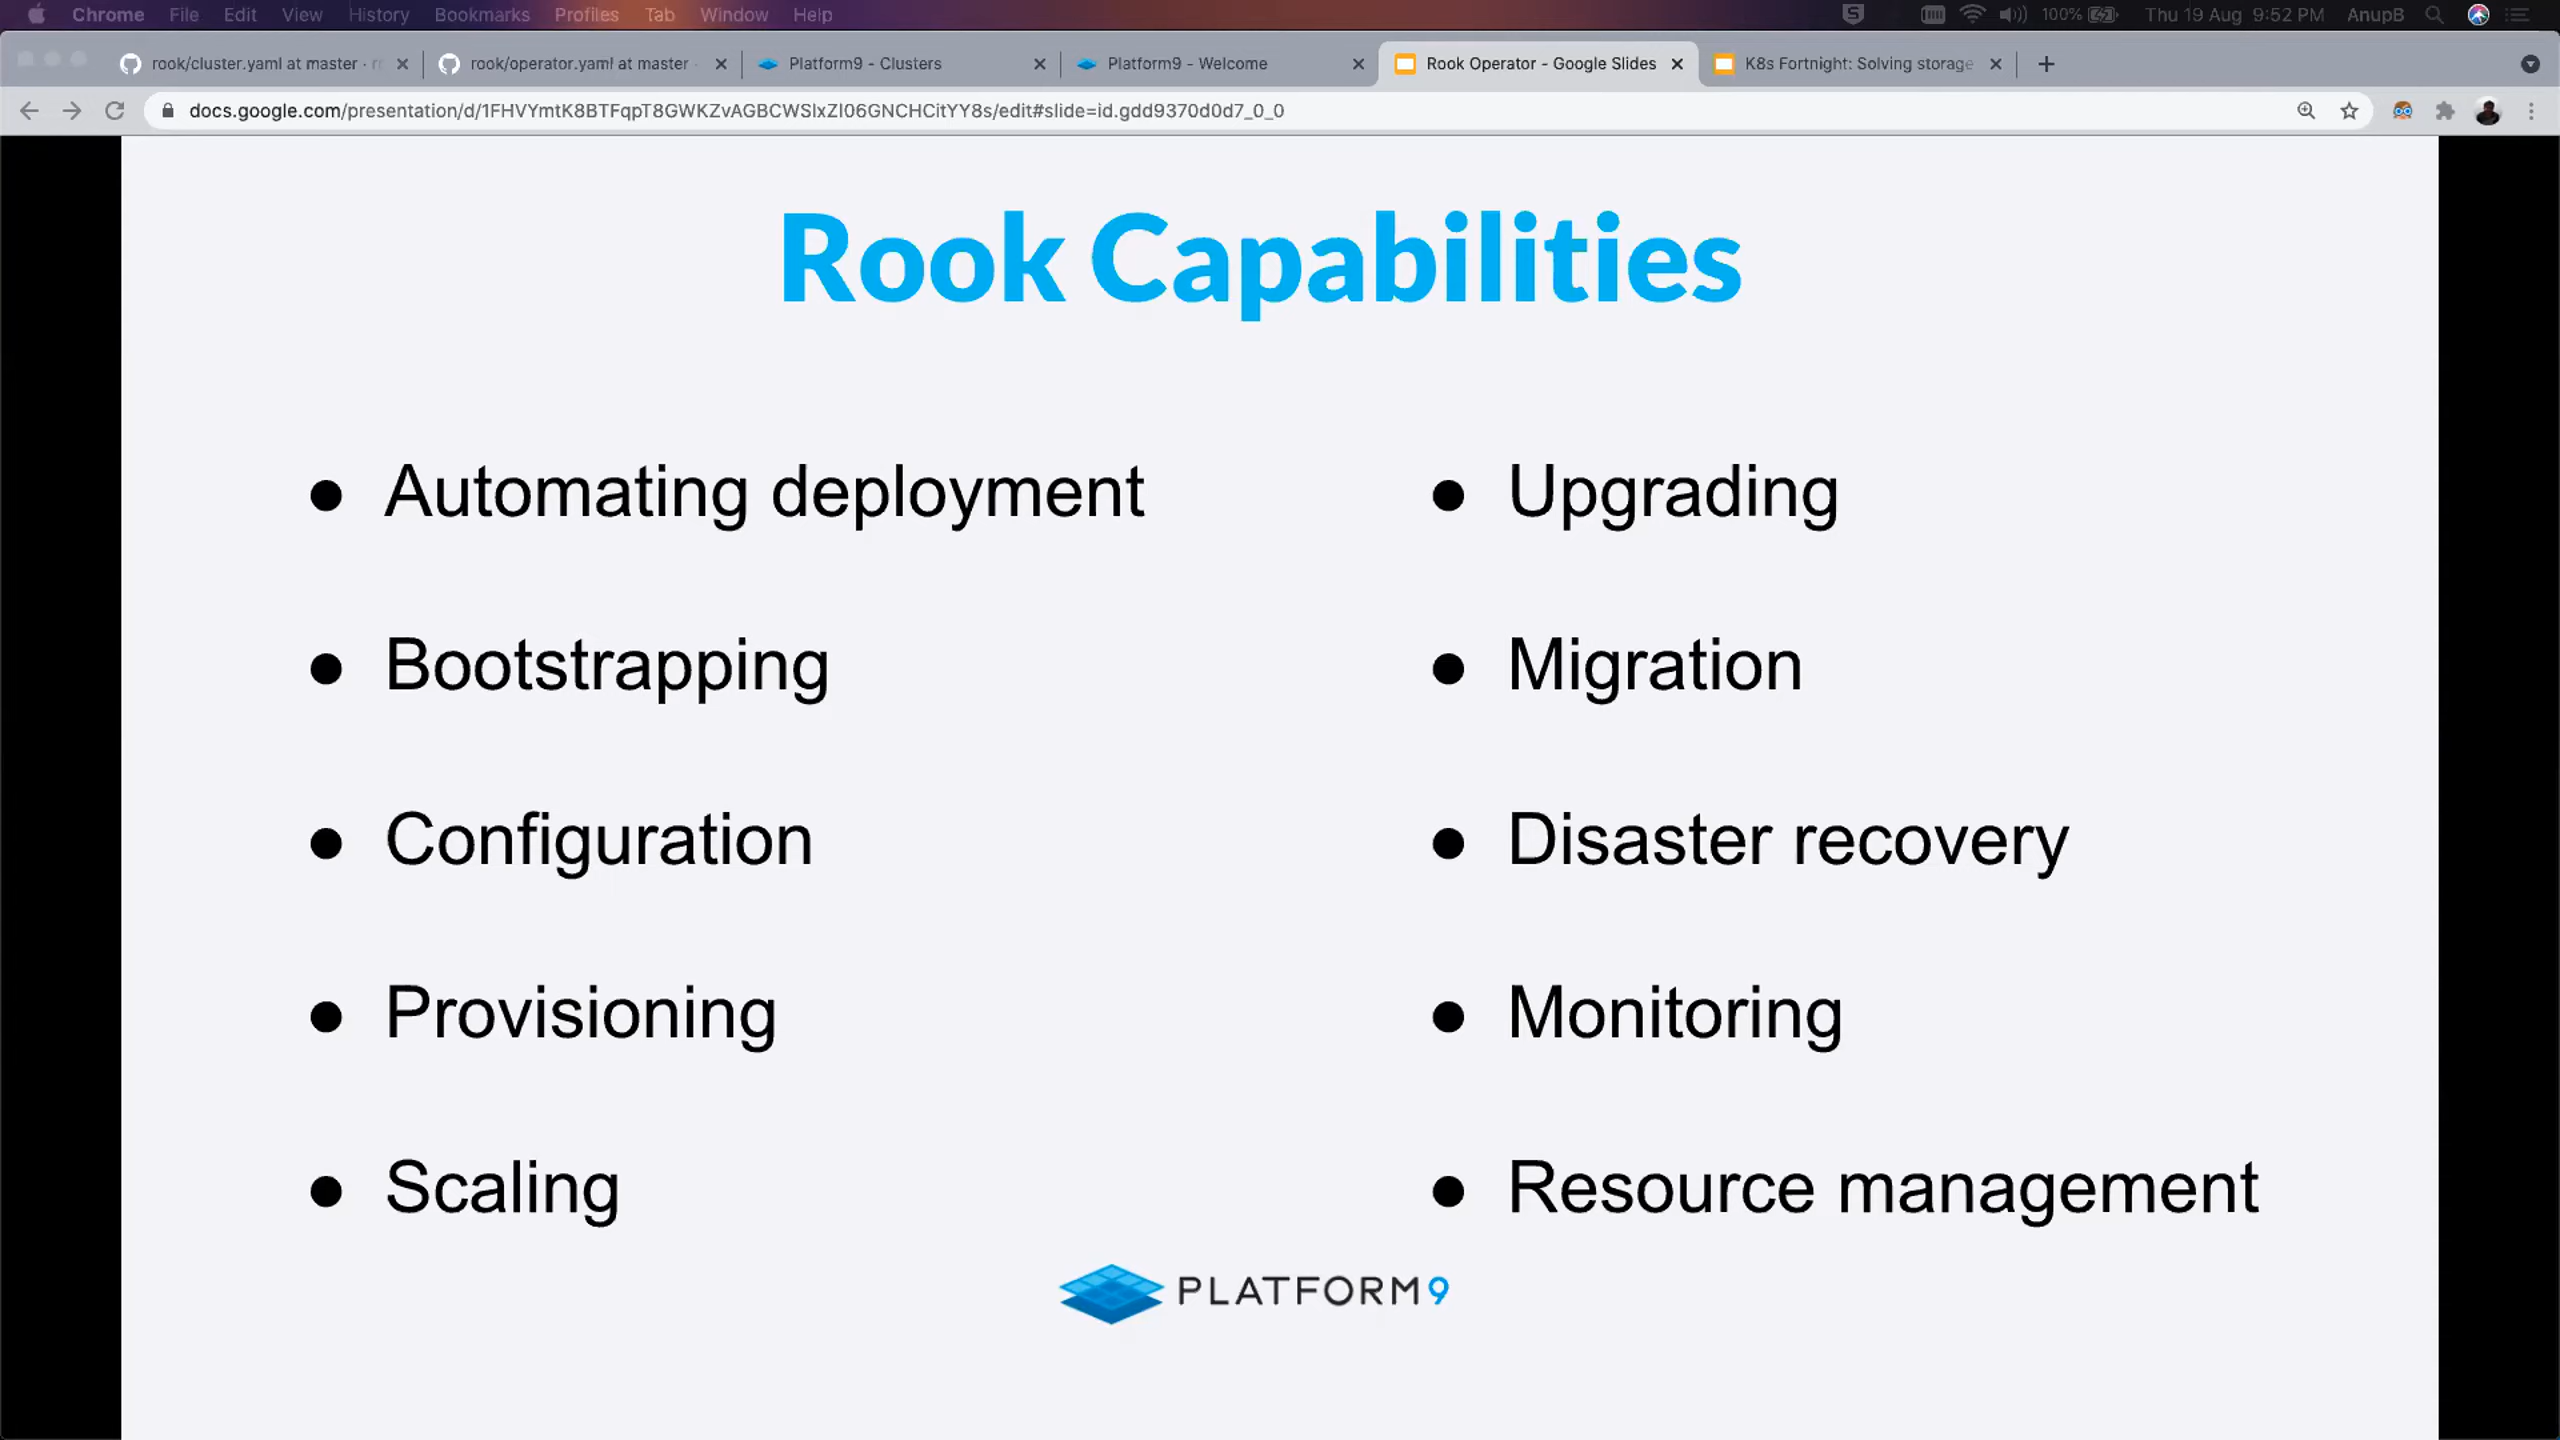 Chrome File Edit View History Bookmarks Profiles Tab Window Help 100% Thu 19 Aug 9:52 PM AnupB
rook/cluster.yaml at master · rook/operator.yaml at master Platform9 - Clusters Platform9 - Welcome Rook Operator - Google Slides K8s Fortnight: Solving storage
docs.google.com/presentation/d/1FHVYmtK8BTFqpT8GWKZvAGBCWSlxZl06GNCHCitYY8s/edit#slide=id.gdd9370d0d7_0_0
Rook Capabilities
● Automating deployment
● Bootstrapping
● Configuration
● Provisioning
● Scaling
● Upgrading
● Migration
● Disaster recovery
● Monitoring
● Resource management
PLATFORM9